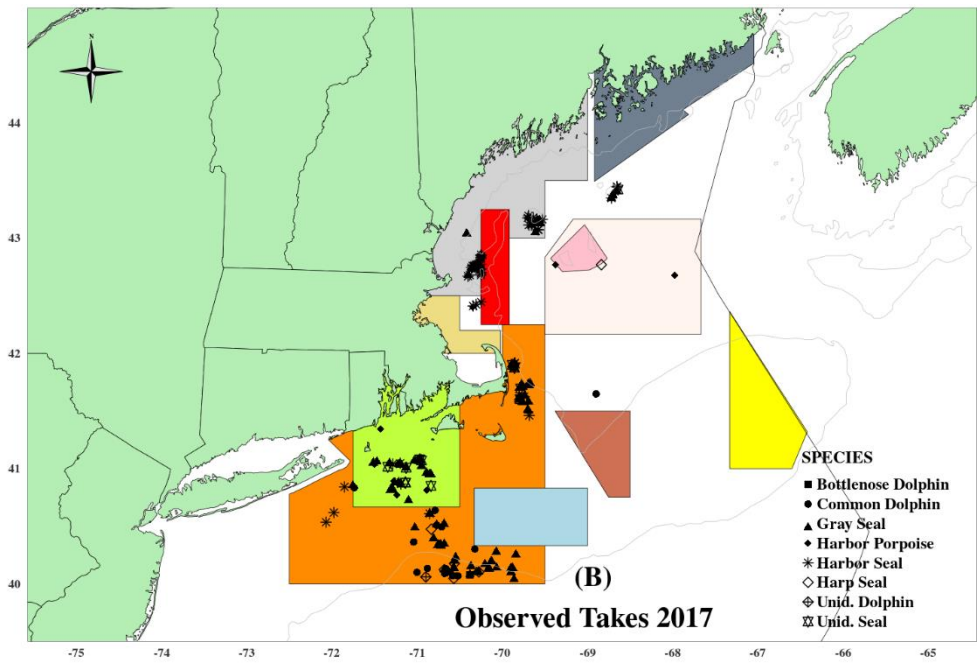 N
44
43
42
41
40
SPECIES
Bottlenose Dolphin
Common Dolphin
Gray Seal
Harbor Porpoise
Harbor Seal
Harp Seal
Unid. Dolphin
Unid. Seal
(B)
Observed Takes 2017
-75 -74 -73 -72 -71 -70 -69 -68 -67 -66 -65